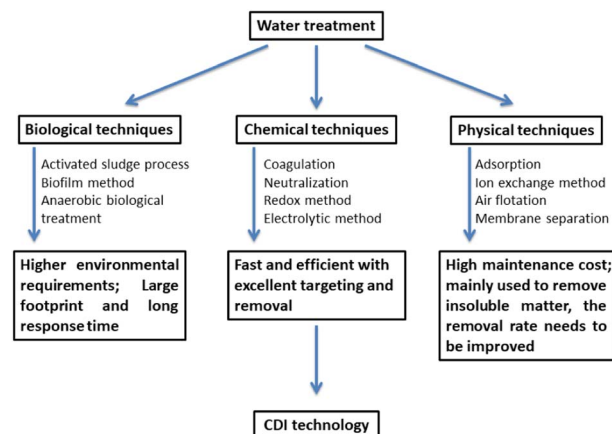 Water treatment
Biological techniques
Activated sludge process
Biofilm method
Anaerobic biological
treatment
Higher environmental
requirements; Large
footprint and long
response time
Chemical techniques
Coagulation
Neutralization
Redox method
Electrolytic method
Fast and efficient with
excellent targeting and
removal
CDI technology
Physical techniques
Adsorption
Ion exchange method
Air flotation
Membrane separation
High maintenance cost;
mainly used to remove
insoluble matter, the
removal rate needs to
be improved